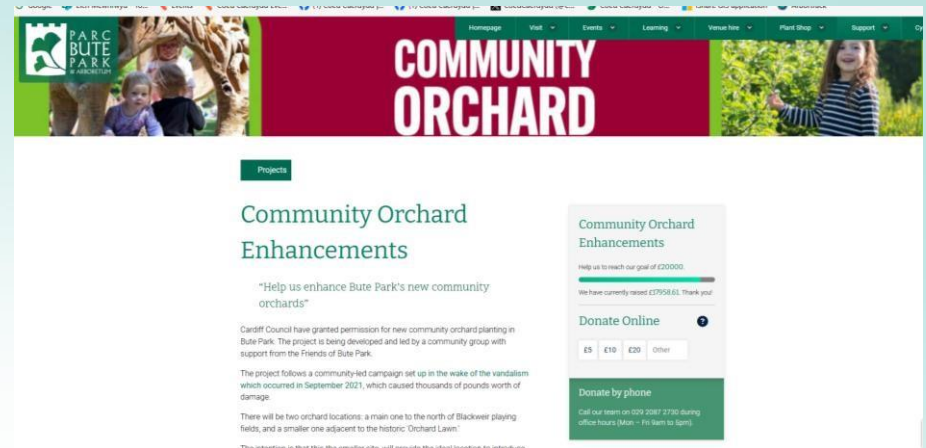 Google
Events
PARC
BUTE
PARK
& ARBORETUM
Homepage Visit Events Learning Venue hire Plant Shop Support Cy
COMMUNITY
ORCHARD
Projects
Community Orchard
Enhancements
"Help us enhance Bute Park's new community
orchards"
Cardiff Council have granted permission for new community orchard planting in
Bute Park. The project is being developed and led by a community group with
support from the Friends of Bute Park.
The project follows a community-led campaign set up in the wake of the vandalism
which occurred in September 2021, which caused thousands of pounds worth of
damage.
There will be two orchard locations: a main one to the north of Blackweir playing
fields, and a smaller one adjacent to the historic 'Orchard Lawn.'
Community Orchard
Enhancements
Help us to reach our goal of £20000.
We have currently raised £17958.61. Thank you!
Donate Online ?
£5 £10 £20 Other
Donate by phone
Call our team on 029 2087 2730 during
office hours (Mon – Fri 9am to 5pm).